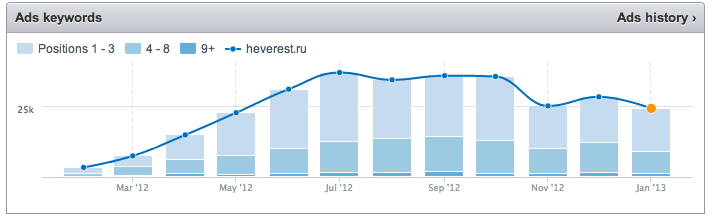 Ads keywords Ads history ›
Positions 1 - 3 4 - 8 9+ heverest.ru
25k
Mar '12 May '12 Jul '12 Sep '12 Nov '12 Jan '13